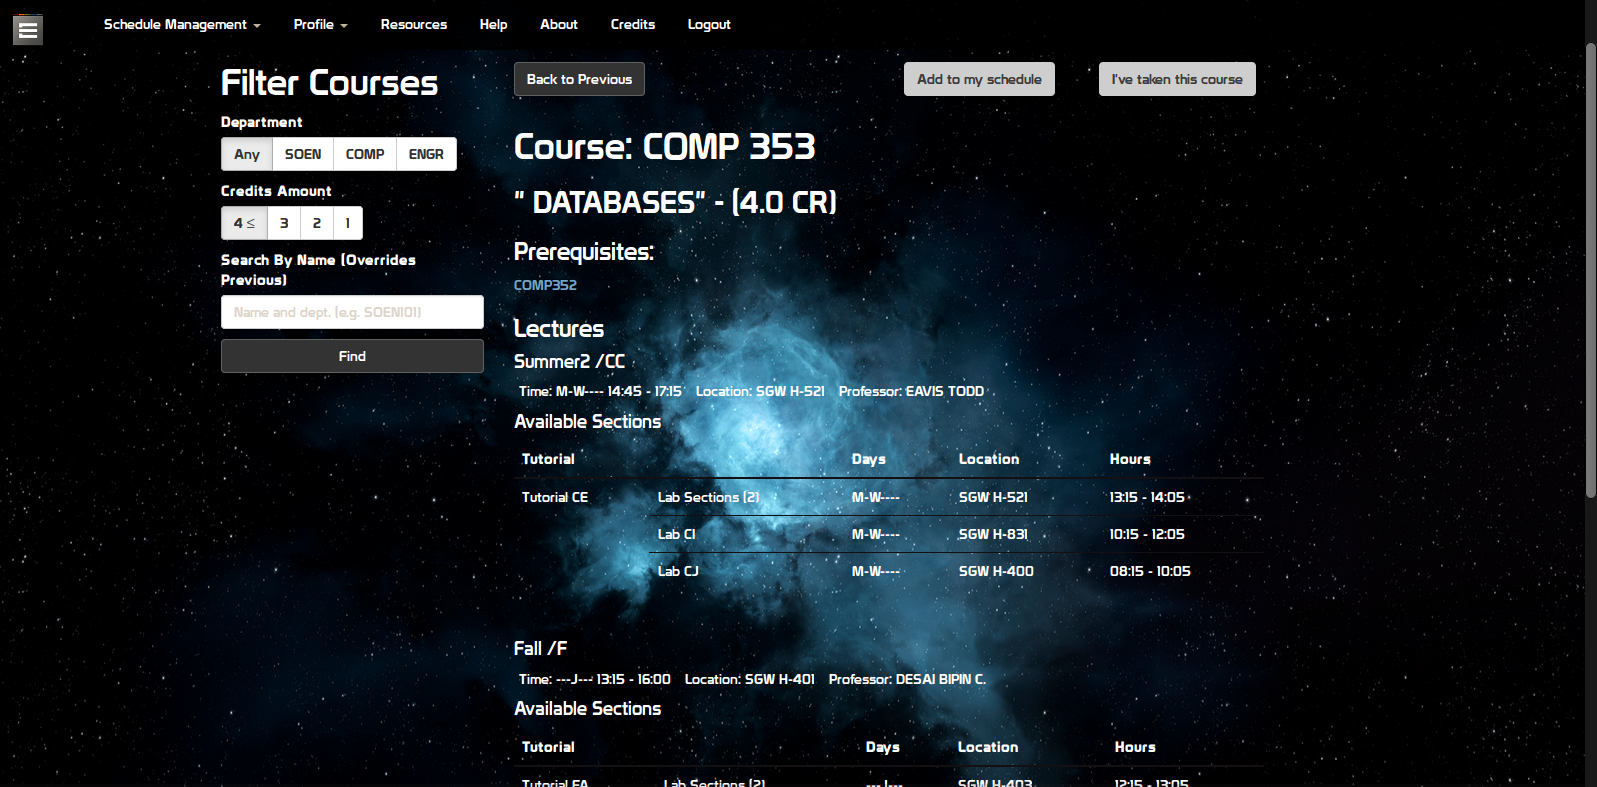 Schedule Management Profile Resources Help About Credits Logout
Filter Courses
Department
Any SOEN COMP ENGR
Credits Amount
4 ≤ 3 2 1
Search By Name (Overrides
Previous)
Name and dept. (e.g. SOEN101)
Find
Back to Previous Add to my schedule I've taken this course
Course: COMP 353
" DATABASES" - (4.0 CR)
Prerequisites:
COMP352
Lectures
Summer2 /CC
Time: M-W---- 14:45 - 17:15 Location: SGW H-521 Professor: EAVIS TODD
Available Sections
Tutorial Days Location Hours
Tutorial CE Lab Sections (2) M-W---- SGW H-521 13:15 - 14:05
Lab CI M-W---- SGW H-831 10:15 - 12:05
Lab CJ M-W---- SGW H-400 08:15 - 10:05
Fall /F
Time: ---J--- 13:15 - 16:00 Location: SGW H-401 Professor: DESAI BIPIN C.
Available Sections
Tutorial Days Location Hours
Tutorial FA Lab Sections (2) ---J--- SGW H-403 12:15 - 13:05